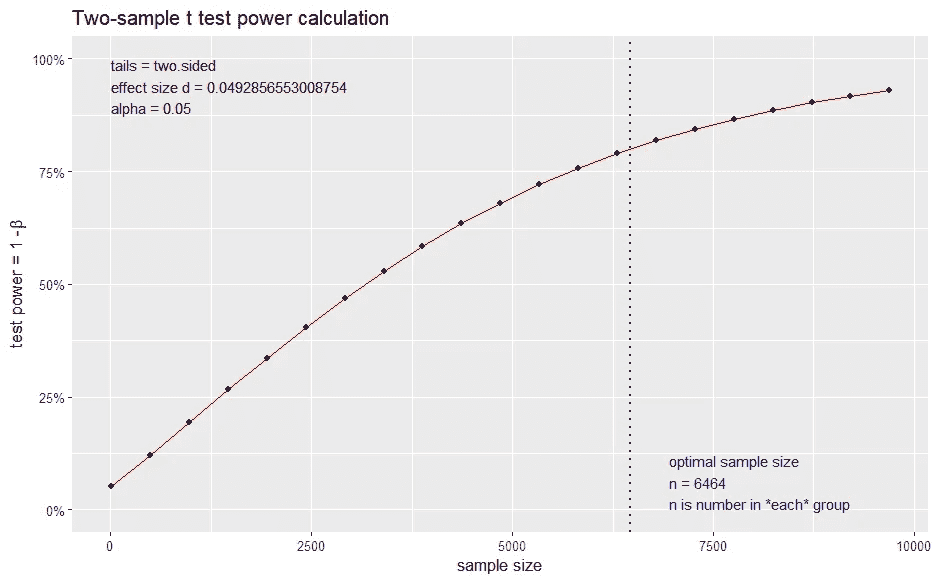 Two-sample t test power calculation
tails = two.sided
effect size d = 0.0492856553008754
alpha = 0.05
100%
75%
50%
25%
0%
test power = 1 -β
optimal sample size
n = 6464
n is number in *each* group
0 2500 5000 7500 10000
sample size